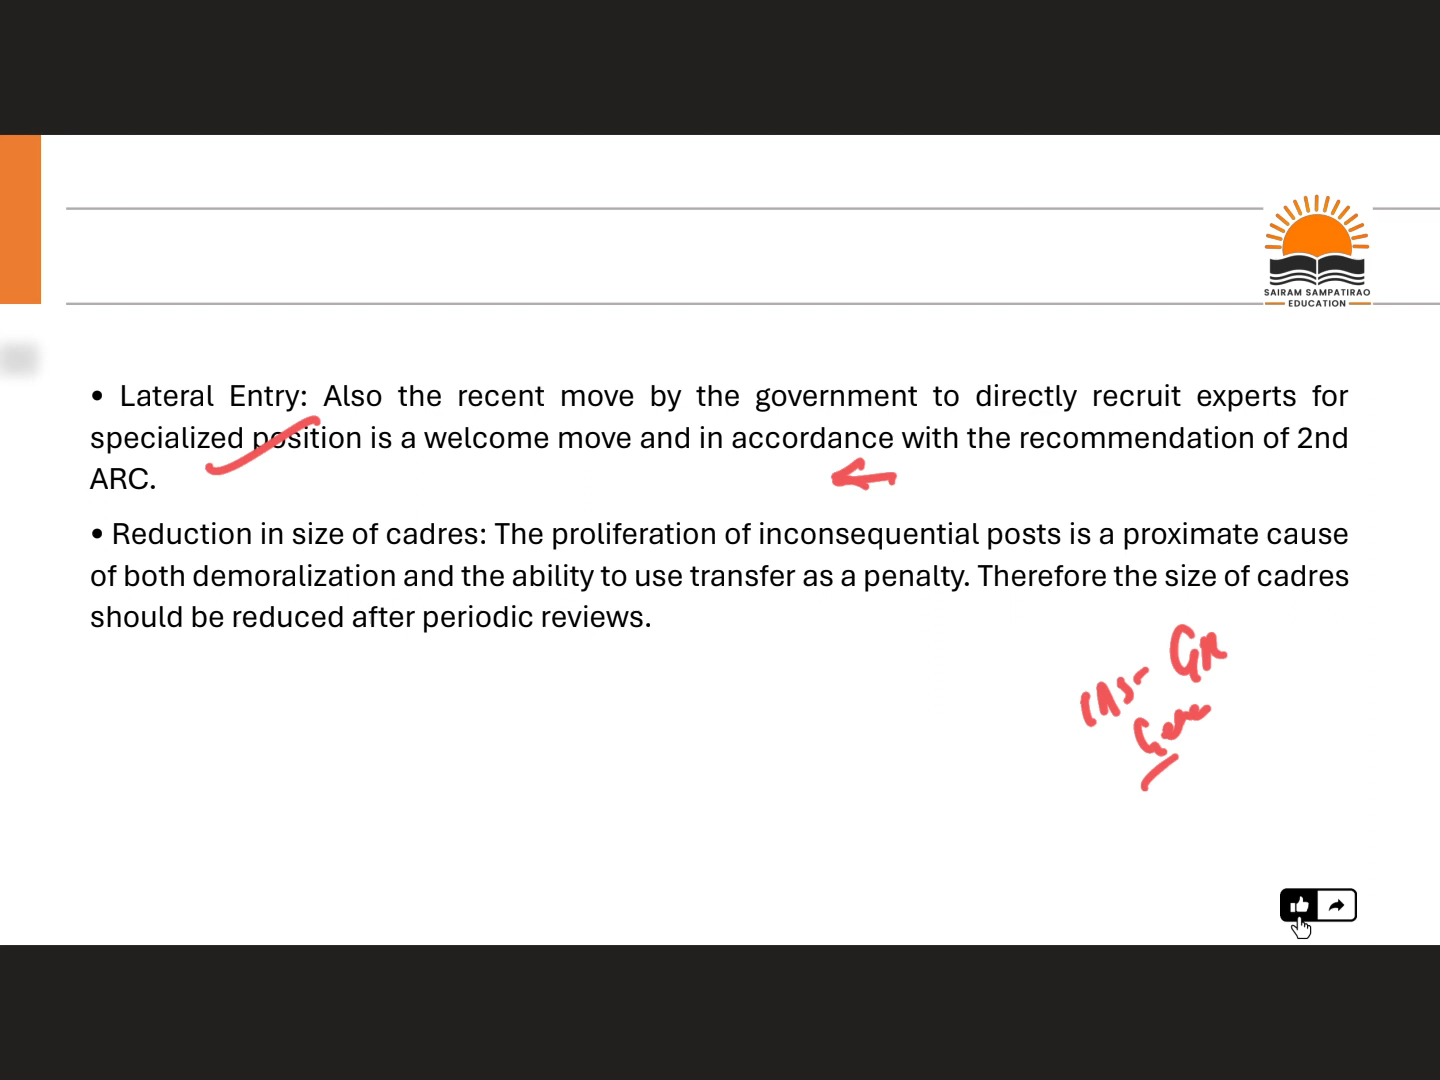 SAIRAM SAMPATIRAO
EDUCATION
• Lateral Entry: Also the recent move by the government to directly recruit experts for
specialized position is a welcome move and in accordance with the recommendation of 2nd
ARC.
• Reduction in size of cadres: The proliferation of inconsequential posts is a proximate cause
of both demoralization and the ability to use transfer as a penalty. Therefore the size of cadres
should be reduced after periodic reviews.
IAS-